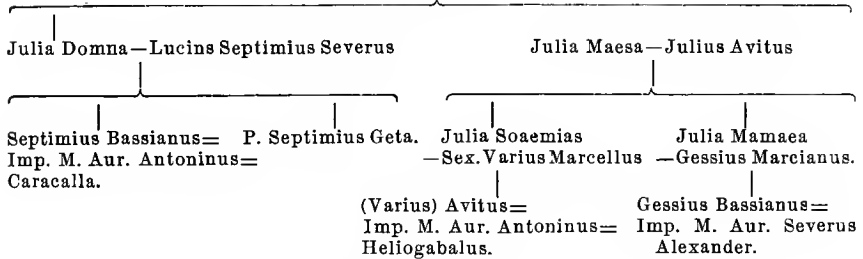 Julia Domna—Lucins Septimius Severus
Julia Maesa—Julius Avitus
Septimius Bassianus=
Imp. M. Aur. Antoninus=
Caracalla.
P. Septimius Geta.
Julia Soaemias
—Sex. Varius Marcellus
Julia Mamaea
—Gessius Marcianus.
(Varius) Avitus=
Imp. M. Aur. Antoninus=
Heliogabalus.
Gessius Bassianus=
Imp. M. Aur. Severus
Alexander.